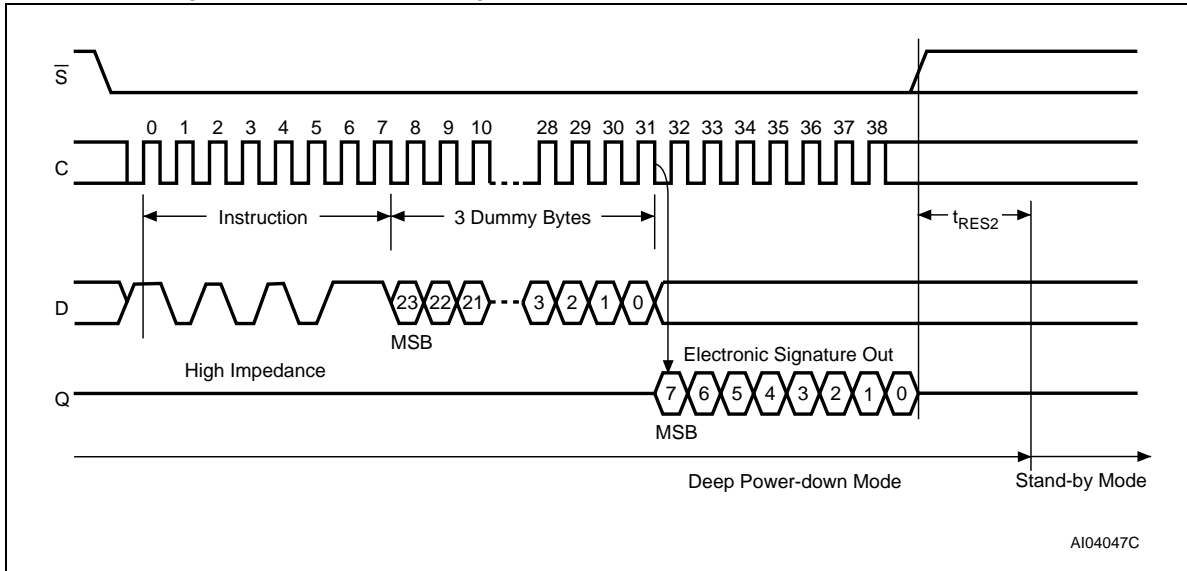 S
0 1 2 3 4 5 6 7 8 9 10 28 29 30 31 32 33 34 35 36 37 38
C
Instruction 3 Dummy Bytes tRES2
D 23 22 21 3 2 1 0
MSB
High Impedance Electronic Signature Out
Q 7 6 5 4 3 2 1 0
MSB
Deep Power-down Mode Stand-by Mode
AI04047C